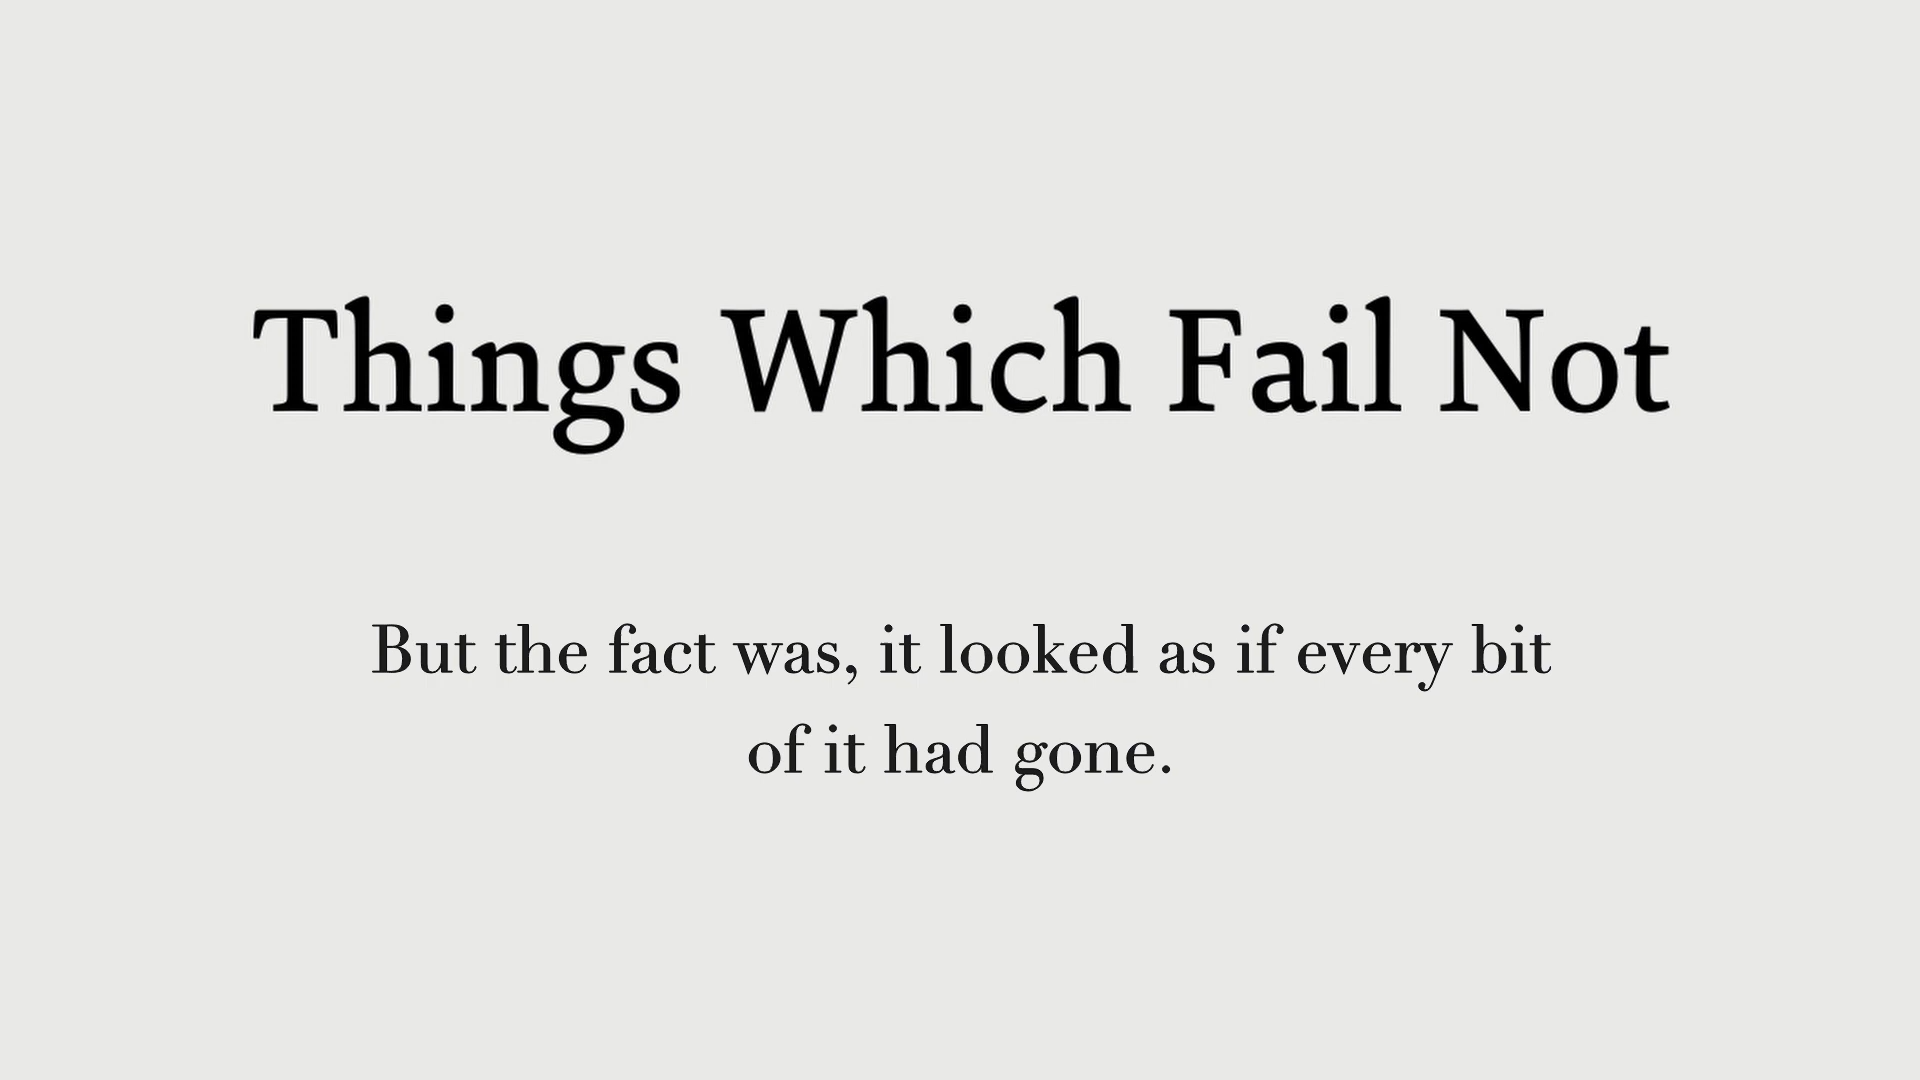 Things Which Fail Not
But the fact was, it looked as if every bit
of it had gone.